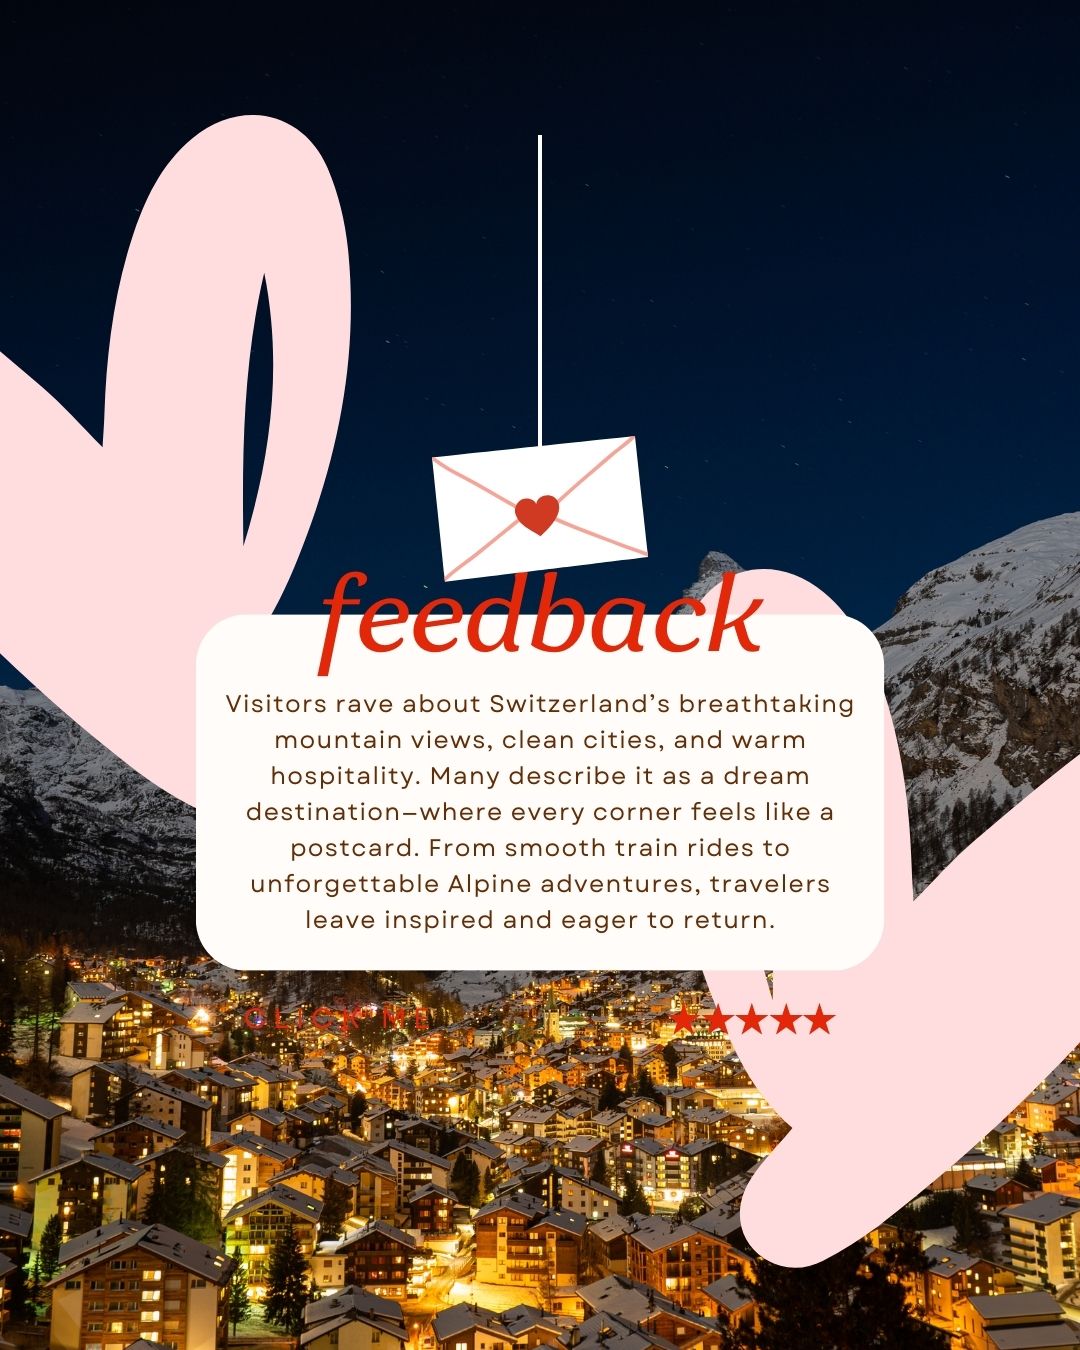 feedback
Visitors rave about Switzerland’s breathtaking
mountain views, clean cities, and warm
hospitality. Many describe it as a dream
destination—where every corner feels like a
postcard. From smooth train rides to
unforgettable Alpine adventures, travelers
leave inspired and eager to return.
CLICK ME